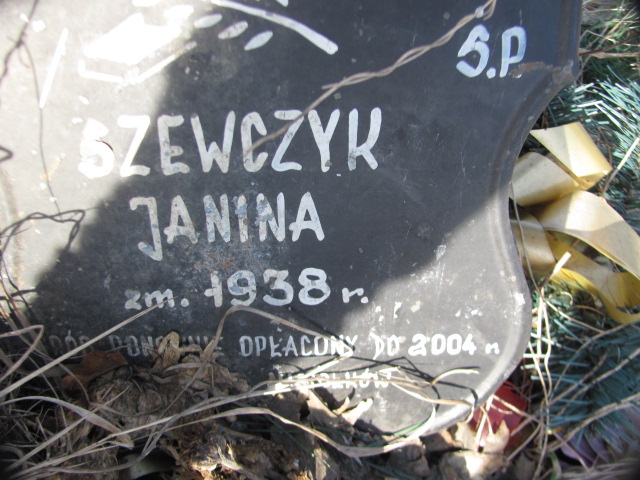 Ś.P
SZEWCZYK
JANINA
zm. 1938 r.
OPŁACONY DO 2004 r